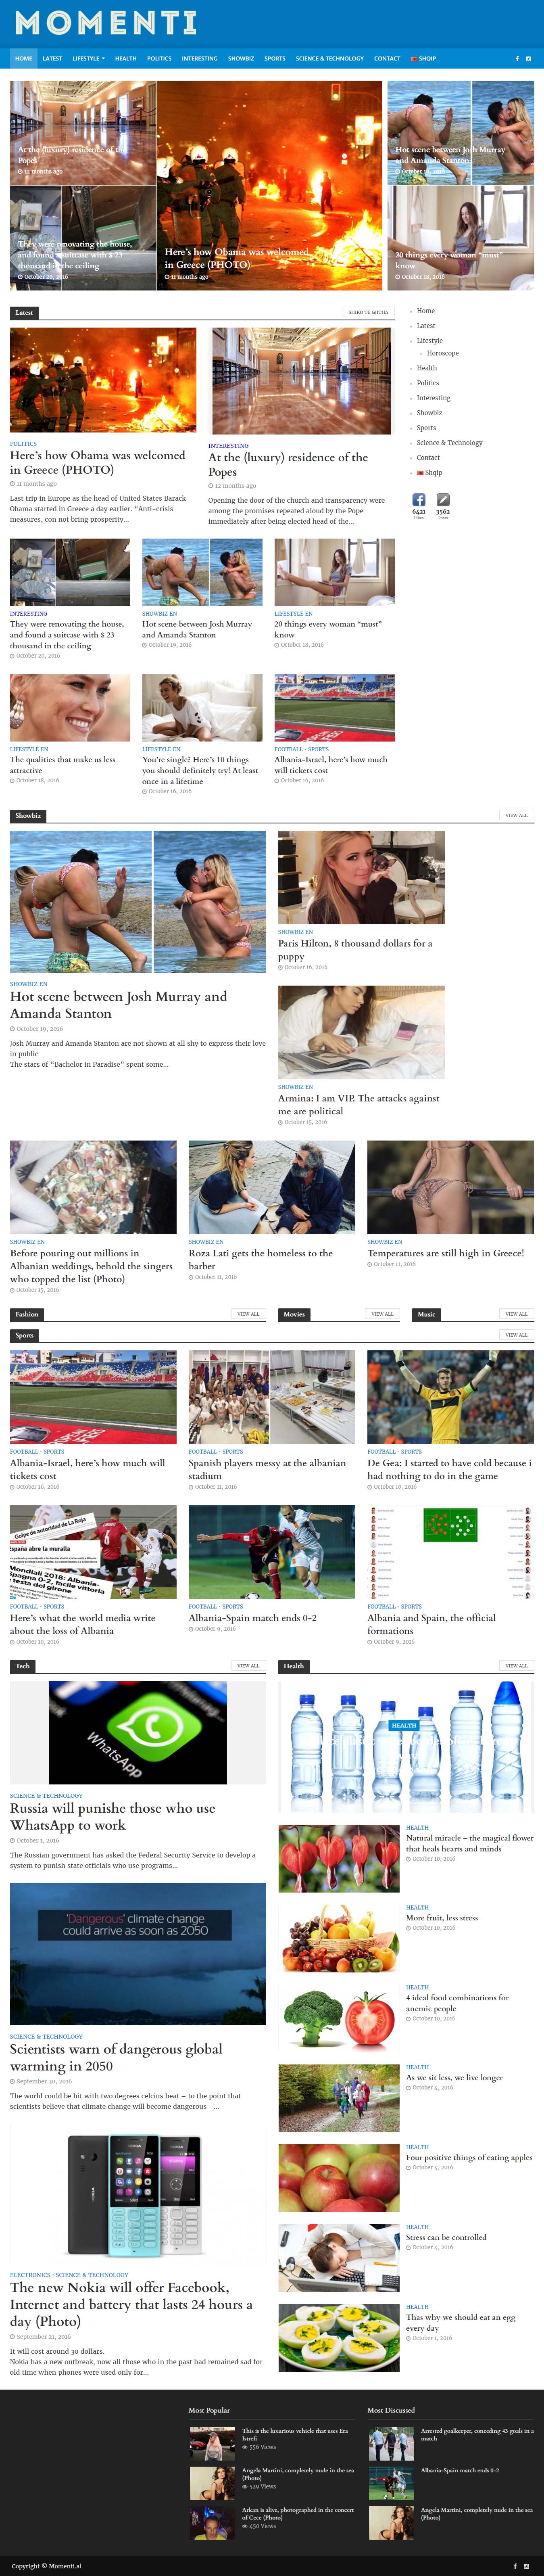 MOMENTI
HOME LATEST LIFESTYLE HEALTH POLITICS INTERESTING SHOWBIZ SPORTS SCIENCE & TECHNOLOGY CONTACT SHQIP
At the (luxury) residence of the
Popes
12 months ago
They were renovating the house,
and found a suitcase with $ 23
thousand in the ceiling
October 20, 2016
Here’s how Obama was welcomed
in Greece (PHOTO)
11 months ago
Hot scene between Josh Murray
and Amanda Stanton
October 19, 2016
20 things every woman “must”
know
October 18, 2016
Latest
SHIKO TE GJITHA
POLITICS
Here’s how Obama was welcomed
in Greece (PHOTO)
11 months ago
Last trip in Europe as the head of United States Barack
Obama started in Greece a day earlier. “Anti-crisis
measures, con not bring prosperity...
INTERESTING
At the (luxury) residence of the
Popes
12 months ago
Opening the door of the church and transparency were
among the promises repeated aloud by the Pope
immediately after being elected head of the...
Home
Latest
Lifestyle
Horoscope
Health
Politics
Interesting
Showbiz
Sports
Science & Technology
Contact
Shqip
6421
Likes
3562
Posts
INTERESTING
They were renovating the house,
and found a suitcase with $ 23
thousand in the ceiling
October 20, 2016
SHOWBIZ EN
Hot scene between Josh Murray
and Amanda Stanton
October 19, 2016
LIFESTYLE EN
20 things every woman “must”
know
October 18, 2016
LIFESTYLE EN
The qualities that make us less
attractive
October 18, 2016
LIFESTYLE EN
You’re single? Here’s 10 things
you should definitely try! At least
once in a lifetime
October 16, 2016
FOOTBALL · SPORTS
Albania-Israel, here’s how much
will tickets cost
October 16, 2016
Showbiz
VIEW ALL
SHOWBIZ EN
Hot scene between Josh Murray and
Amanda Stanton
October 19, 2016
Josh Murray and Amanda Stanton are not shown at all shy to express their love
in public
The stars of “Bachelor in Paradise” spent some...
SHOWBIZ EN
Paris Hilton, 8 thousand dollars for a
puppy
October 16, 2016
SHOWBIZ EN
Armina: I am VIP. The attacks against
me are political
October 15, 2016
SHOWBIZ EN
Before pouring out millions in
Albanian weddings, behold the singers
who topped the list (Photo)
October 15, 2016
SHOWBIZ EN
Roza Lati gets the homeless to the
barber
October 11, 2016
SHOWBIZ EN
Temperatures are still high in Greece!
October 11, 2016
Fashion
VIEW ALL
Movies
VIEW ALL
Music
VIEW ALL
Sports
VIEW ALL
FOOTBALL · SPORTS
Albania-Israel, here’s how much will
tickets cost
October 16, 2016
FOOTBALL · SPORTS
Spanish players messy at the albanian
stadium
October 11, 2016
FOOTBALL · SPORTS
De Gea: I started to have cold because i
had nothing to do in the game
October 10, 2016
Golpe de autoridad de La Roja
España abre la muralla
Mondiali 2018: Albania-
Spagna 0-2, facile vittoria
FOOTBALL · SPORTS
Here’s what the world media write
about the loss of Albania
October 10, 2016
FOOTBALL · SPORTS
Albania-Spain match ends 0-2
October 9, 2016
FOOTBALL · SPORTS
Albania and Spain, the official
formations
October 9, 2016
Tech
VIEW ALL
WhatsApp
SCIENCE & TECHNOLOGY
Russia will punishe those who use
WhatsApp to work
October 1, 2016
The Russian government has asked the Federal Security Service to develop a
system to punish state officials who use programs...
'Dangerous' climate change
could arrive as soon as 2050
SCIENCE & TECHNOLOGY
Scientists warn of dangerous global
warming in 2050
September 30, 2016
The world could be hit with two degrees celcius heat – to the point that
scientists believe that climate change will become dangerous –...
ELECTRONICS · SCIENCE & TECHNOLOGY
The new Nokia will offer Facebook,
Internet and battery that lasts 24 hours a
day (Photo)
September 21, 2016
It will cost around 30 dollars.
Nokia has a new outbreak, now all those who in the past had remained sad for
old time when phones were used only for...
Health
VIEW ALL
HEALTH
HEALTH
Natural miracle – the magical flower
that heals hearts and minds
October 10, 2016
HEALTH
More fruit, less stress
October 10, 2016
HEALTH
4 ideal food combinations for
anemic people
October 10, 2016
HEALTH
As we sit less, we live longer
October 4, 2016
HEALTH
Four positive things of eating apples
October 4, 2016
HEALTH
Stress can be controlled
October 4, 2016
HEALTH
Thas why we should eat an egg
every day
October 1, 2016
Most Popular
This is the luxurious vehicle that uses Era
Istrefi
556 Views
Angela Martini, completely nude in the sea
(Photo)
529 Views
Arkan is alive, photographed in the concert
of Cece (Photo)
450 Views
Most Discussed
Arrested goalkeeper, conceding 43 goals in a
match
Albania-Spain match ends 0-2
Angela Martini, completely nude in the sea
(Photo)
Copyright © Momenti.al